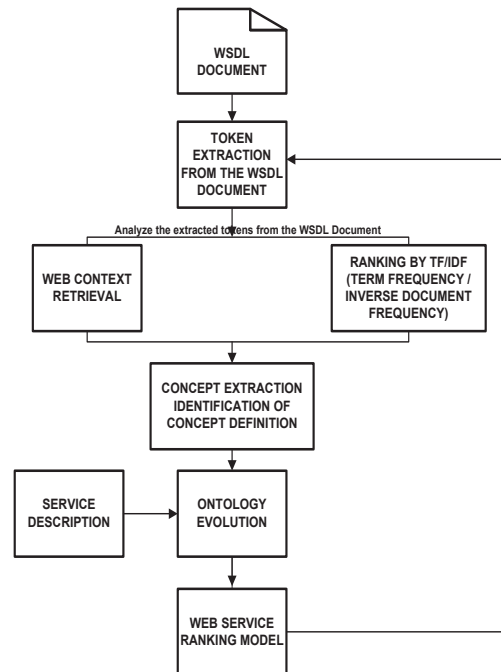 WSDL
DOCUMENT
TOKEN
EXTRACTION
FROM THE WSDL
DOCUMENT
Analyze the extracted tokens from the WSDL Document
WEB CONTEXT
RETRIEVAL
RANKING BY TF/IDF
(TERM FREQUENCY /
INVERSE DOCUMENT
FREQUENCY)
CONCEPT EXTRACTION
IDENTIFICATION OF
CONCEPT DEFINITION
SERVICE
DESCRIPTION
ONTOLOGY
EVOLUTION
WEB SERVICE
RANKING MODEL